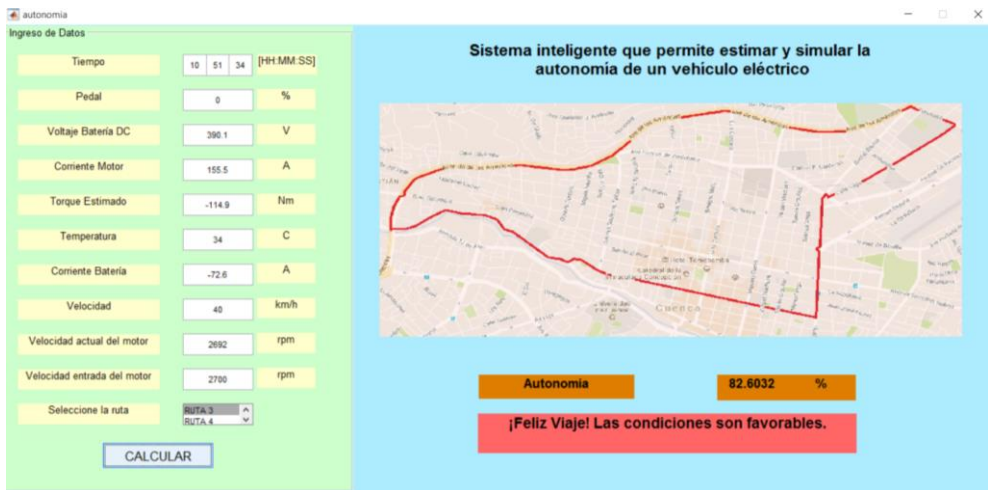 autonomia
Ingreso de Datos
Tiempo 10 51 34 [HH:MM:SS]
Pedal 0 %
Voltaje Batería DC 390.1 V
Corriente Motor 155.5 A
Torque Estimado -114.9 Nm
Temperatura 34 C
Corriente Batería -72.6 A
Velocidad 40 km/h
Velocidad actual del motor 2692 rpm
Velocidad entrada del motor 2700 rpm
Seleccione la ruta RUTA 3
RUTA 4
CALCULAR
Sistema inteligente que permite estimar y simular la
autonomía de un vehículo eléctrico
Cuenca
Autonomia 82.6032 %
¡Feliz Viaje! Las condiciones son favorables.